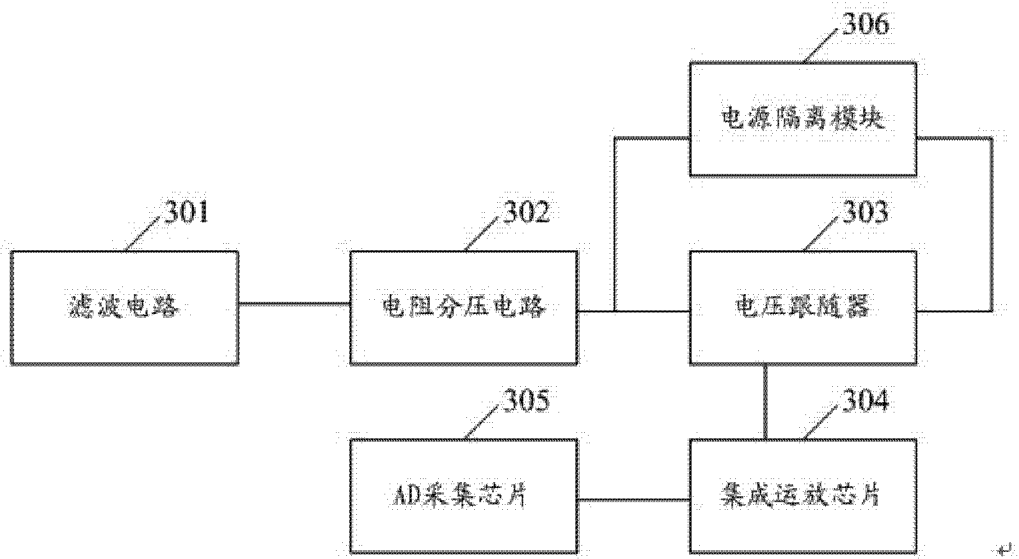 306
电源隔离模块
301
302
303
滤波电路
电阻分压电路
电压跟随器
305
304
AD采集芯片
集成运放芯片